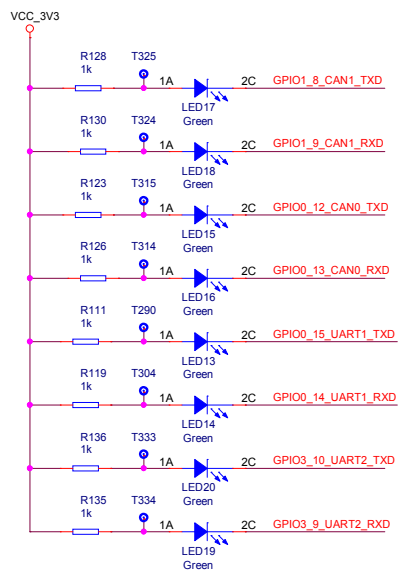 VCC_3V3
R128
1k
T325
1A
2C
GPIO1_8_CAN1_TXD
LED17
Green
R130
1k
T324
1A
2C
GPIO1_9_CAN1_RXD
LED18
Green
R123
1k
T315
1A
2C
GPIO0_12_CAN0_TXD
LED15
Green
R126
1k
T314
1A
2C
GPIO0_13_CAN0_RXD
LED16
Green
R111
1k
T290
1A
2C
GPIO0_15_UART1_TXD
LED13
Green
R119
1k
T304
1A
2C
GPIO0_14_UART1_RXD
LED14
Green
R136
1k
T333
1A
2C
GPIO3_10_UART2_TXD
LED20
Green
R135
1k
T334
1A
2C
GPIO3_9_UART2_RXD
LED19
Green